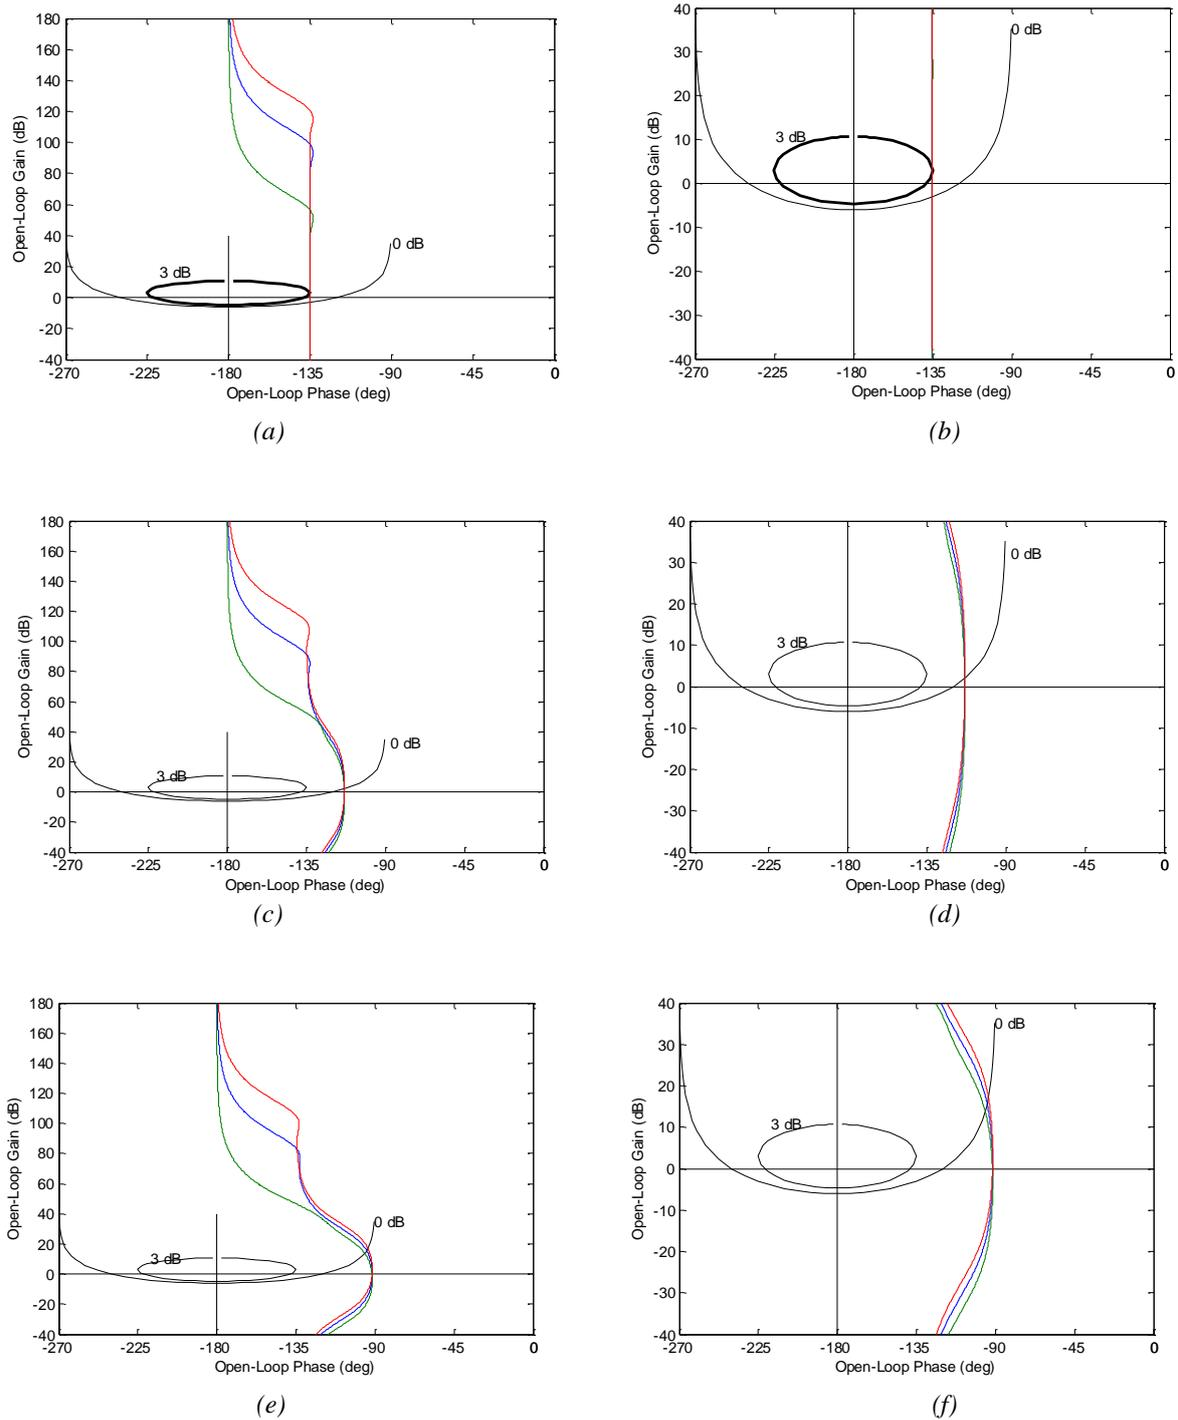 180
160
140
120
100
80
60
40
20
0
-20
-40
Open-Loop Gain (dB)
3 dB
0 dB
-270 -225 -180 -135 -90 -45 0
Open-Loop Phase (deg)
(a)
40
30
20
10
0
-10
-20
-30
-40
Open-Loop Gain (dB)
3 dB
0 dB
-270 -225 -180 -135 -90 -45 0
Open-Loop Phase (deg)
(b)
180
160
140
120
100
80
60
40
20
0
-20
-40
Open-Loop Gain (dB)
3 dB
0 dB
-270 -225 -180 -135 -90 -45 0
Open-Loop Phase (deg)
(c)
40
30
20
10
0
-10
-20
-30
-40
Open-Loop Gain (dB)
3 dB
0 dB
-270 -225 -180 -135 -90 -45 0
Open-Loop Phase (deg)
(d)
180
160
140
120
100
80
60
40
20
0
-20
-40
Open-Loop Gain (dB)
3 dB
0 dB
-270 -225 -180 -135 -90 -45 0
Open-Loop Phase (deg)
(e)
40
30
20
10
0
-10
-20
-30
-40
Open-Loop Gain (dB)
3 dB
0 dB
-270 -225 -180 -135 -90 -45 0
Open-Loop Phase (deg)
(f)